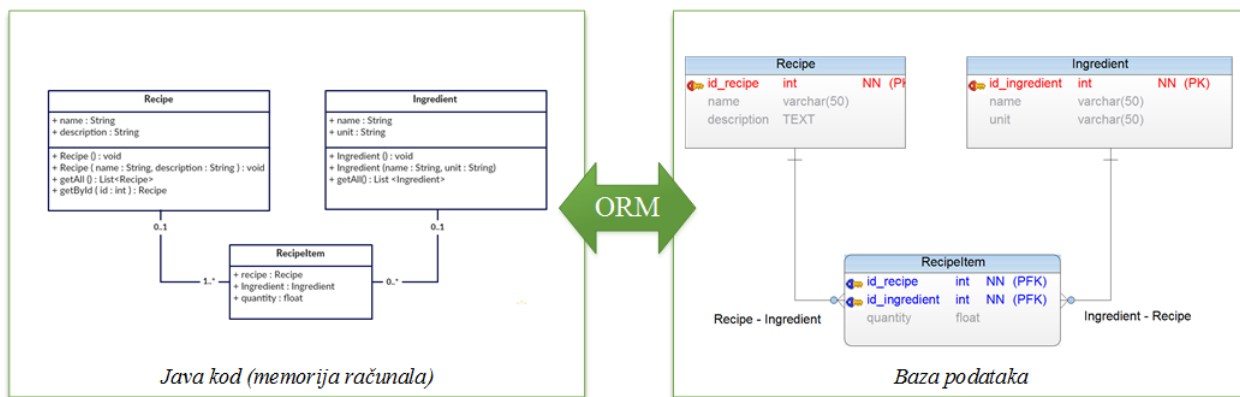 Recipe
+ name : String
+ description : String
+ Recipe () : void
+ Recipe ( name : String, description : String ) : void
+ getAll () : List<Recipe>
+ getById ( id : int ) : Recipe
Ingredient
+ name : String
+ unit : String
+ Ingredient () : void
+ Ingredient (name : String, unit : String)
+ getAll() : List <Ingredient>
0..1
0..1
RecipeItem
+ recipe : Recipe
+ Ingredient : Ingredient
+ quantity : float
1..*
0..*
Java kod (memorija računala)
ORM
Recipe
id_recipe int NN (PK
name varchar(50)
description TEXT
Ingredient
id_ingredient int NN (PK)
name varchar(50)
unit varchar(50)
RecipeItem
id_recipe int NN (PFK)
id_ingredient int NN (PFK)
quantity float
Recipe - Ingredient
Ingredient - Recipe
Baza podataka